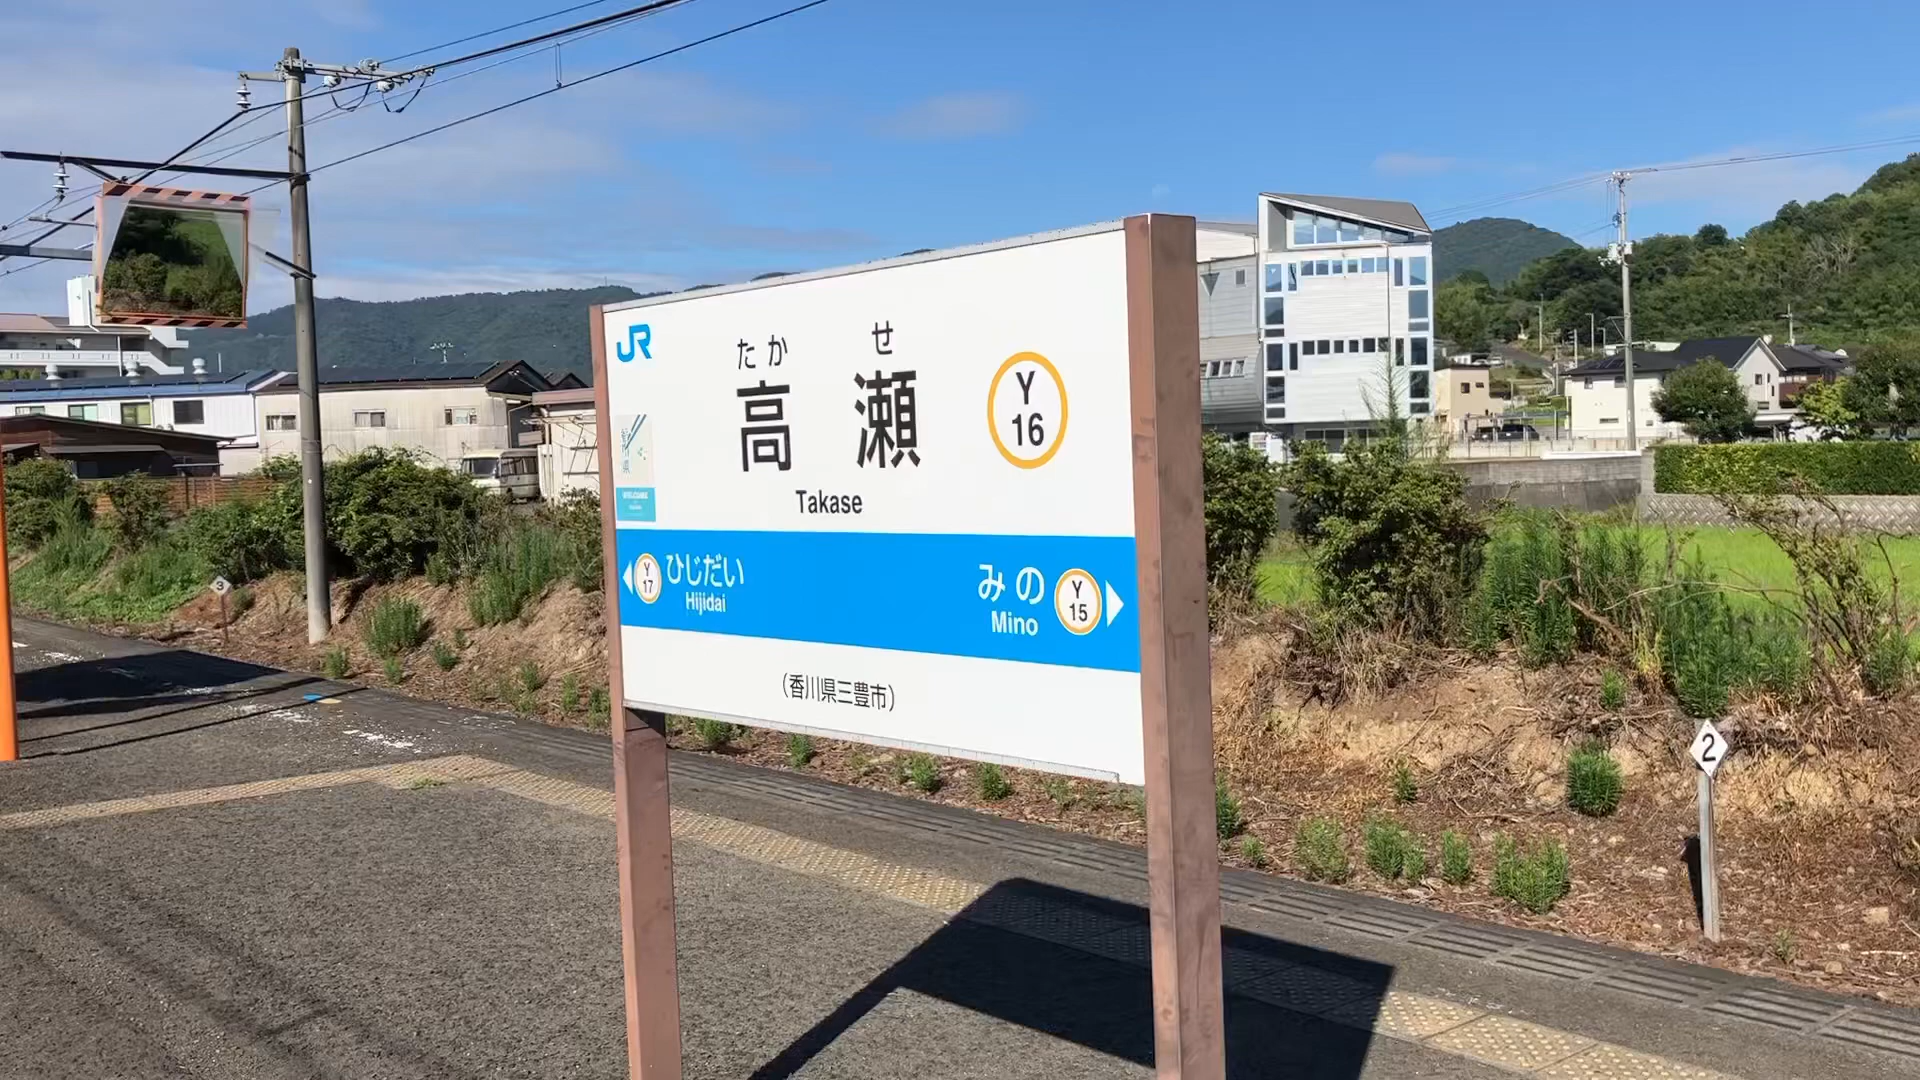 JR
たか せ
高 瀬
Y
16
Takase
WELCOME
Y
17
ひじだい
Hijidai
みの
Mino
Y
15
(香川県三豊市)
3
2